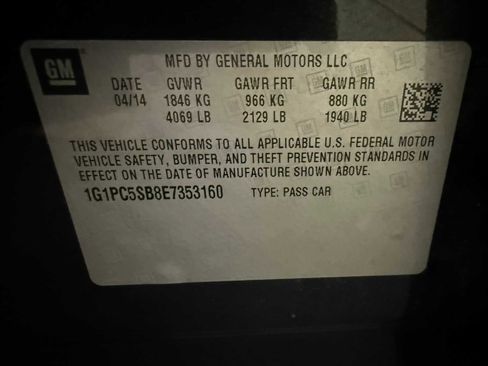 GM
MFD BY GENERAL MOTORS LLC
DATE GVWR GAWR FRT GAWR RR
04/14 1846 KG 966 KG 880 KG
4069 LB 2129 LB 1940 LB
THIS VEHICLE CONFORMS TO ALL APPLICABLE U.S. FEDERAL MOTOR
VEHICLE SAFETY, BUMPER, AND THEFT PREVENTION STANDARDS IN
EFFECT ON THE DATE OF MANUFACTURE SHOWN ABOVE.
1G1PC5SB8E7353160 TYPE: PASS CAR